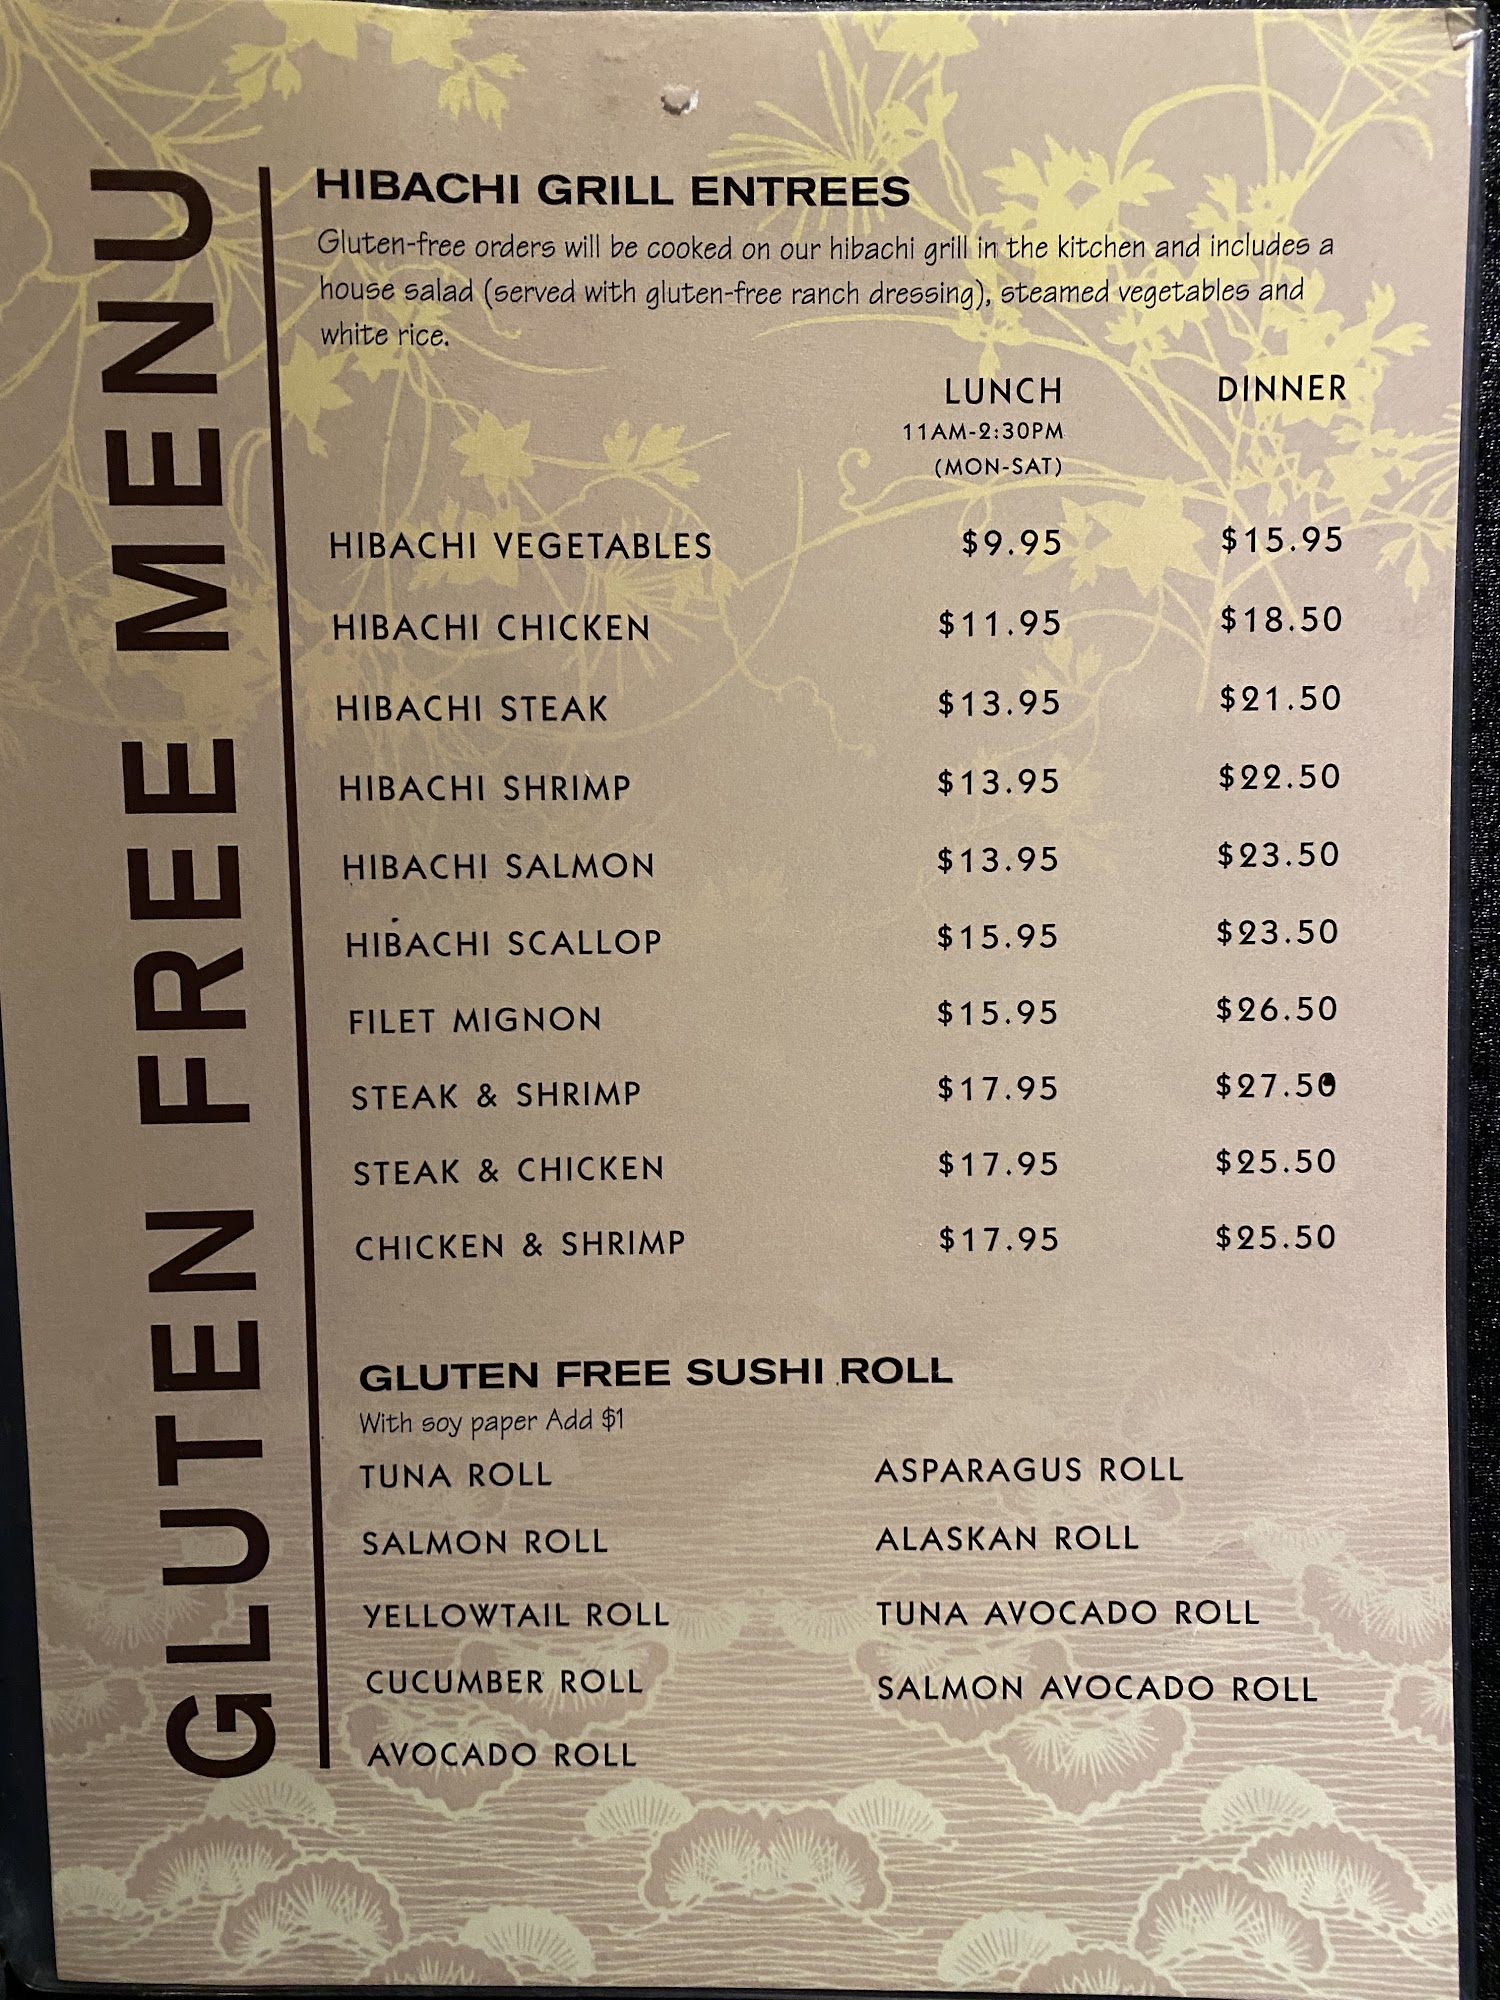 GLUTEN FREE MENU
HIBACHI GRILL ENTREES
Gluten-free orders will be cooked on our hibachi grill in the kitchen and includes a
house salad (served with gluten-free ranch dressing), steamed vegetables and
white rice.
LUNCH DINNER
11AM-2:30PM
(MON-SAT)
HIBACHI VEGETABLES $9.95 $15.95
HIBACHI CHICKEN $11.95 $18.50
HIBACHI STEAK $13.95 $21.50
HIBACHI SHRIMP $13.95 $22.50
HIBACHI SALMON $13.95 $23.50
HIBACHI SCALLOP $15.95 $23.50
FILET MIGNON $15.95 $26.50
STEAK & SHRIMP $17.95 $27.50
STEAK & CHICKEN $17.95 $25.50
CHICKEN & SHRIMP $17.95 $25.50
GLUTEN FREE SUSHI ROLL
With soy paper Add $1
TUNA ROLL
SALMON ROLL
YELLOWTAIL ROLL
CUCUMBER ROLL
AVOCADO ROLL
ASPARAGUS ROLL
ALASKAN ROLL
TUNA AVOCADO ROLL
SALMON AVOCADO ROLL